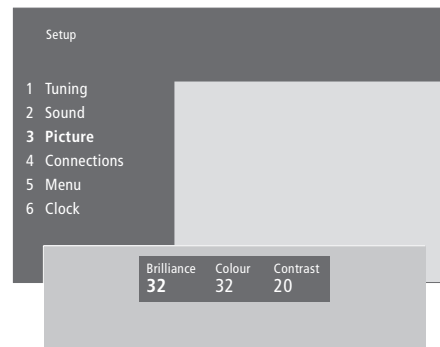 Setup
1 Tuning
2 Sound
3 Picture
4 Connections
5 Menu
6 Clock
Brilliance Colour Contrast
32 32 20